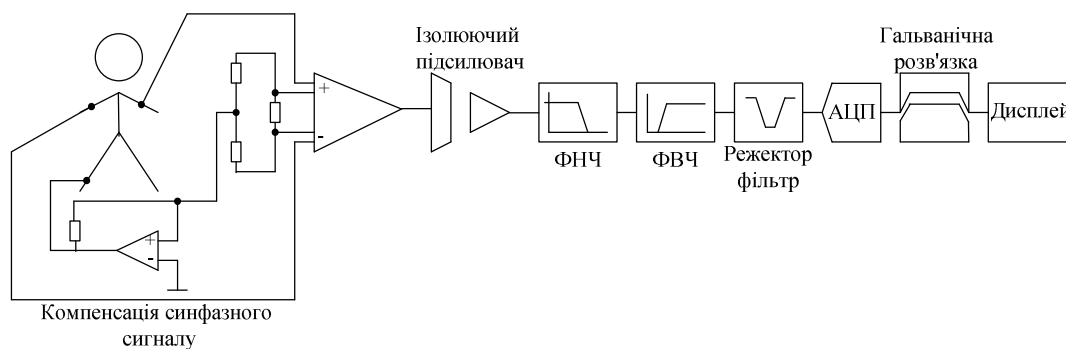 Ізолюючий
підсилювач
Гальванічна
розв'язка
+
-
ФНЧ
ФВЧ
Режектор
фільтр
АЦП
Дисплей
+
-
Компенсація синфазного
сигналу